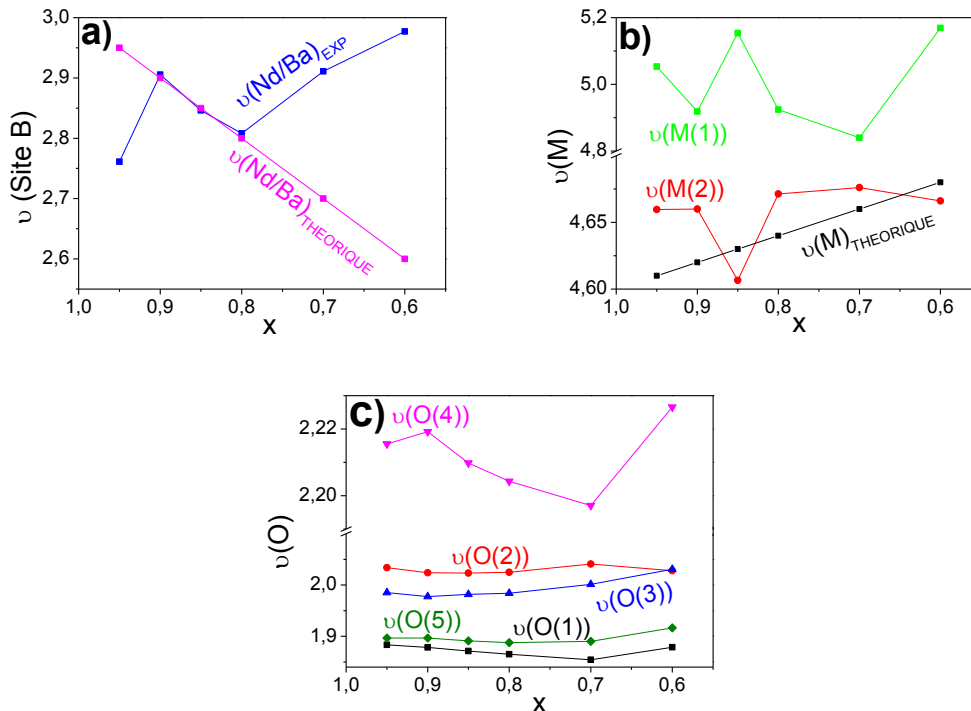 a)
3,0
2,9
2,8
2,7
2,6
υ (Site B)
υ(Nd/Ba)EXP
υ(Nd/Ba)THEORIQUE
1,0 0,9 0,8 0,7 0,6
x
b)
5,2
5,0
4,8
4,65
4,60
υ(M)
υ(M(1))
υ(M(2))
υ(M)THEORIQUE
1,0 0,9 0,8 0,7 0,6
x
c)
2,22
2,20
2,0
1,9
υ(O)
υ(O(4))
υ(O(2))
υ(O(3))
υ(O(5))
υ(O(1))
1,0 0,9 0,8 0,7 0,6
x